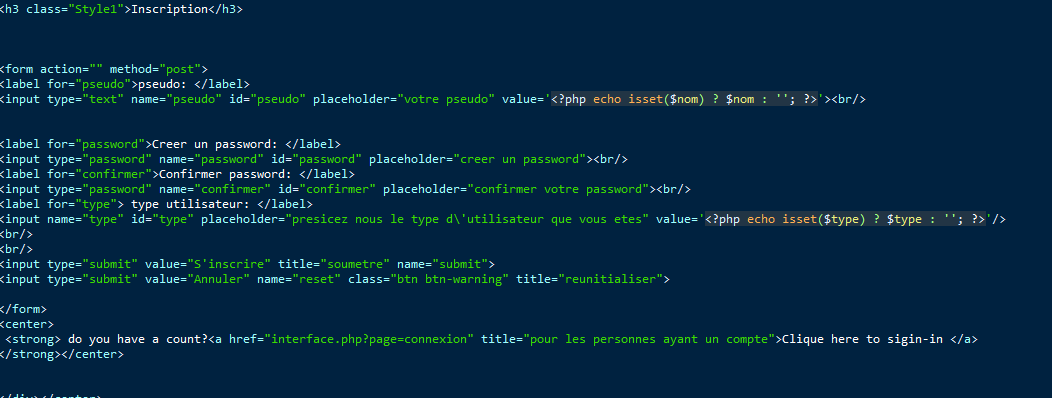 <h3 class="Style1">Inscription</h3>
<form action="" method="post">
<label for="pseudo">pseudo: </label>
<input type="text" name="pseudo" id="pseudo" placeholder="votre pseudo" value='<?php echo isset($nom) ? $nom : ''; ?>'><br/>
<label for="password">Creer un password: </label>
<input type="password" name="password" id="password" placeholder="creer un password"><br/>
<label for="confirmer">Confirmer password: </label>
<input type="password" name="confirmer" id="confirmer" placeholder="confirmer votre password"><br/>
<label for="type"> type utilisateur: </label>
<input name="type" id="type" placeholder="presicez nous le type d\'utilisateur que vous etes" value='<?php echo isset($type) ? $type : ''; ?>'/>
<br/>
<br/>
<input type="submit" value="S'inscrire" title="soumetre" name="submit">
<input type="submit" value="Annuler" name="reset" class="btn btn-warning" title="reunitialiser">
</form>
<center>
<strong> do you have a count?<a href="interface.php?page=connexion" title="pour les personnes ayant un compte">Clique here to sigin-in </a>
</strong></center>
</div></center>